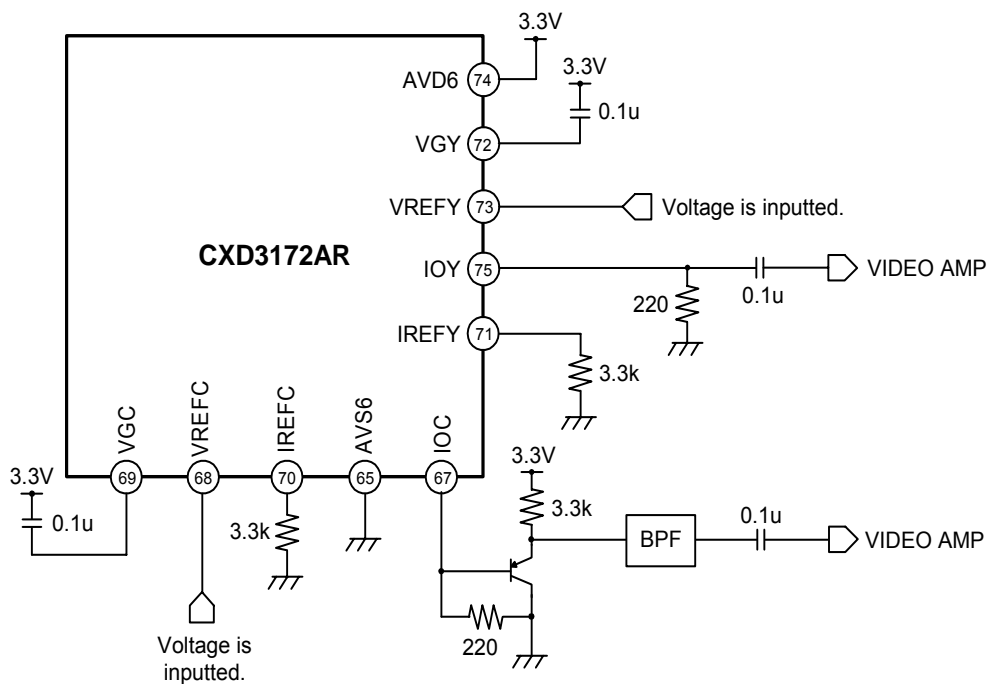 3.3V
AVD6 74
3.3V
0.1u
VGY 72
VREFY 73 Voltage is inputted.
CXD3172AR
IOY 75 0.1u VIDEO AMP
220
IREFY 71
3.3k
VGC VREFC IREFC AVS6 IOC
69 68 70 65 67
3.3V
0.1u
3.3k
3.3V
3.3k
BPF 0.1u VIDEO AMP
220
Voltage is
inputted.